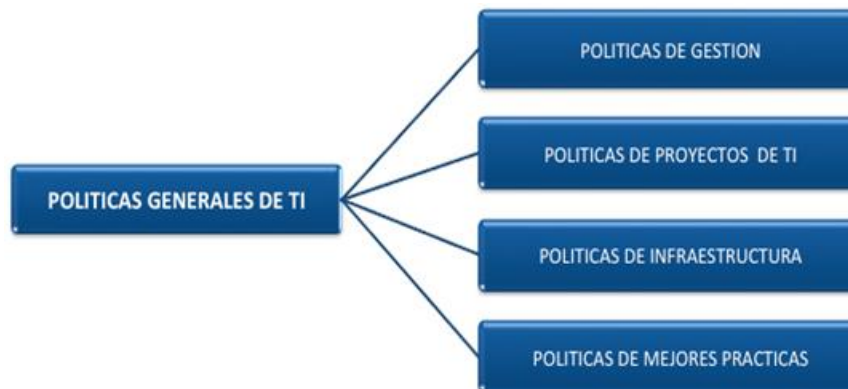 POLITICAS DE GESTION
POLITICAS DE PROYECTOS DE TI
POLITICAS GENERALES DE TI
POLITICAS DE INFRAESTRUCTURA
POLITICAS DE MEJORES PRACTICAS